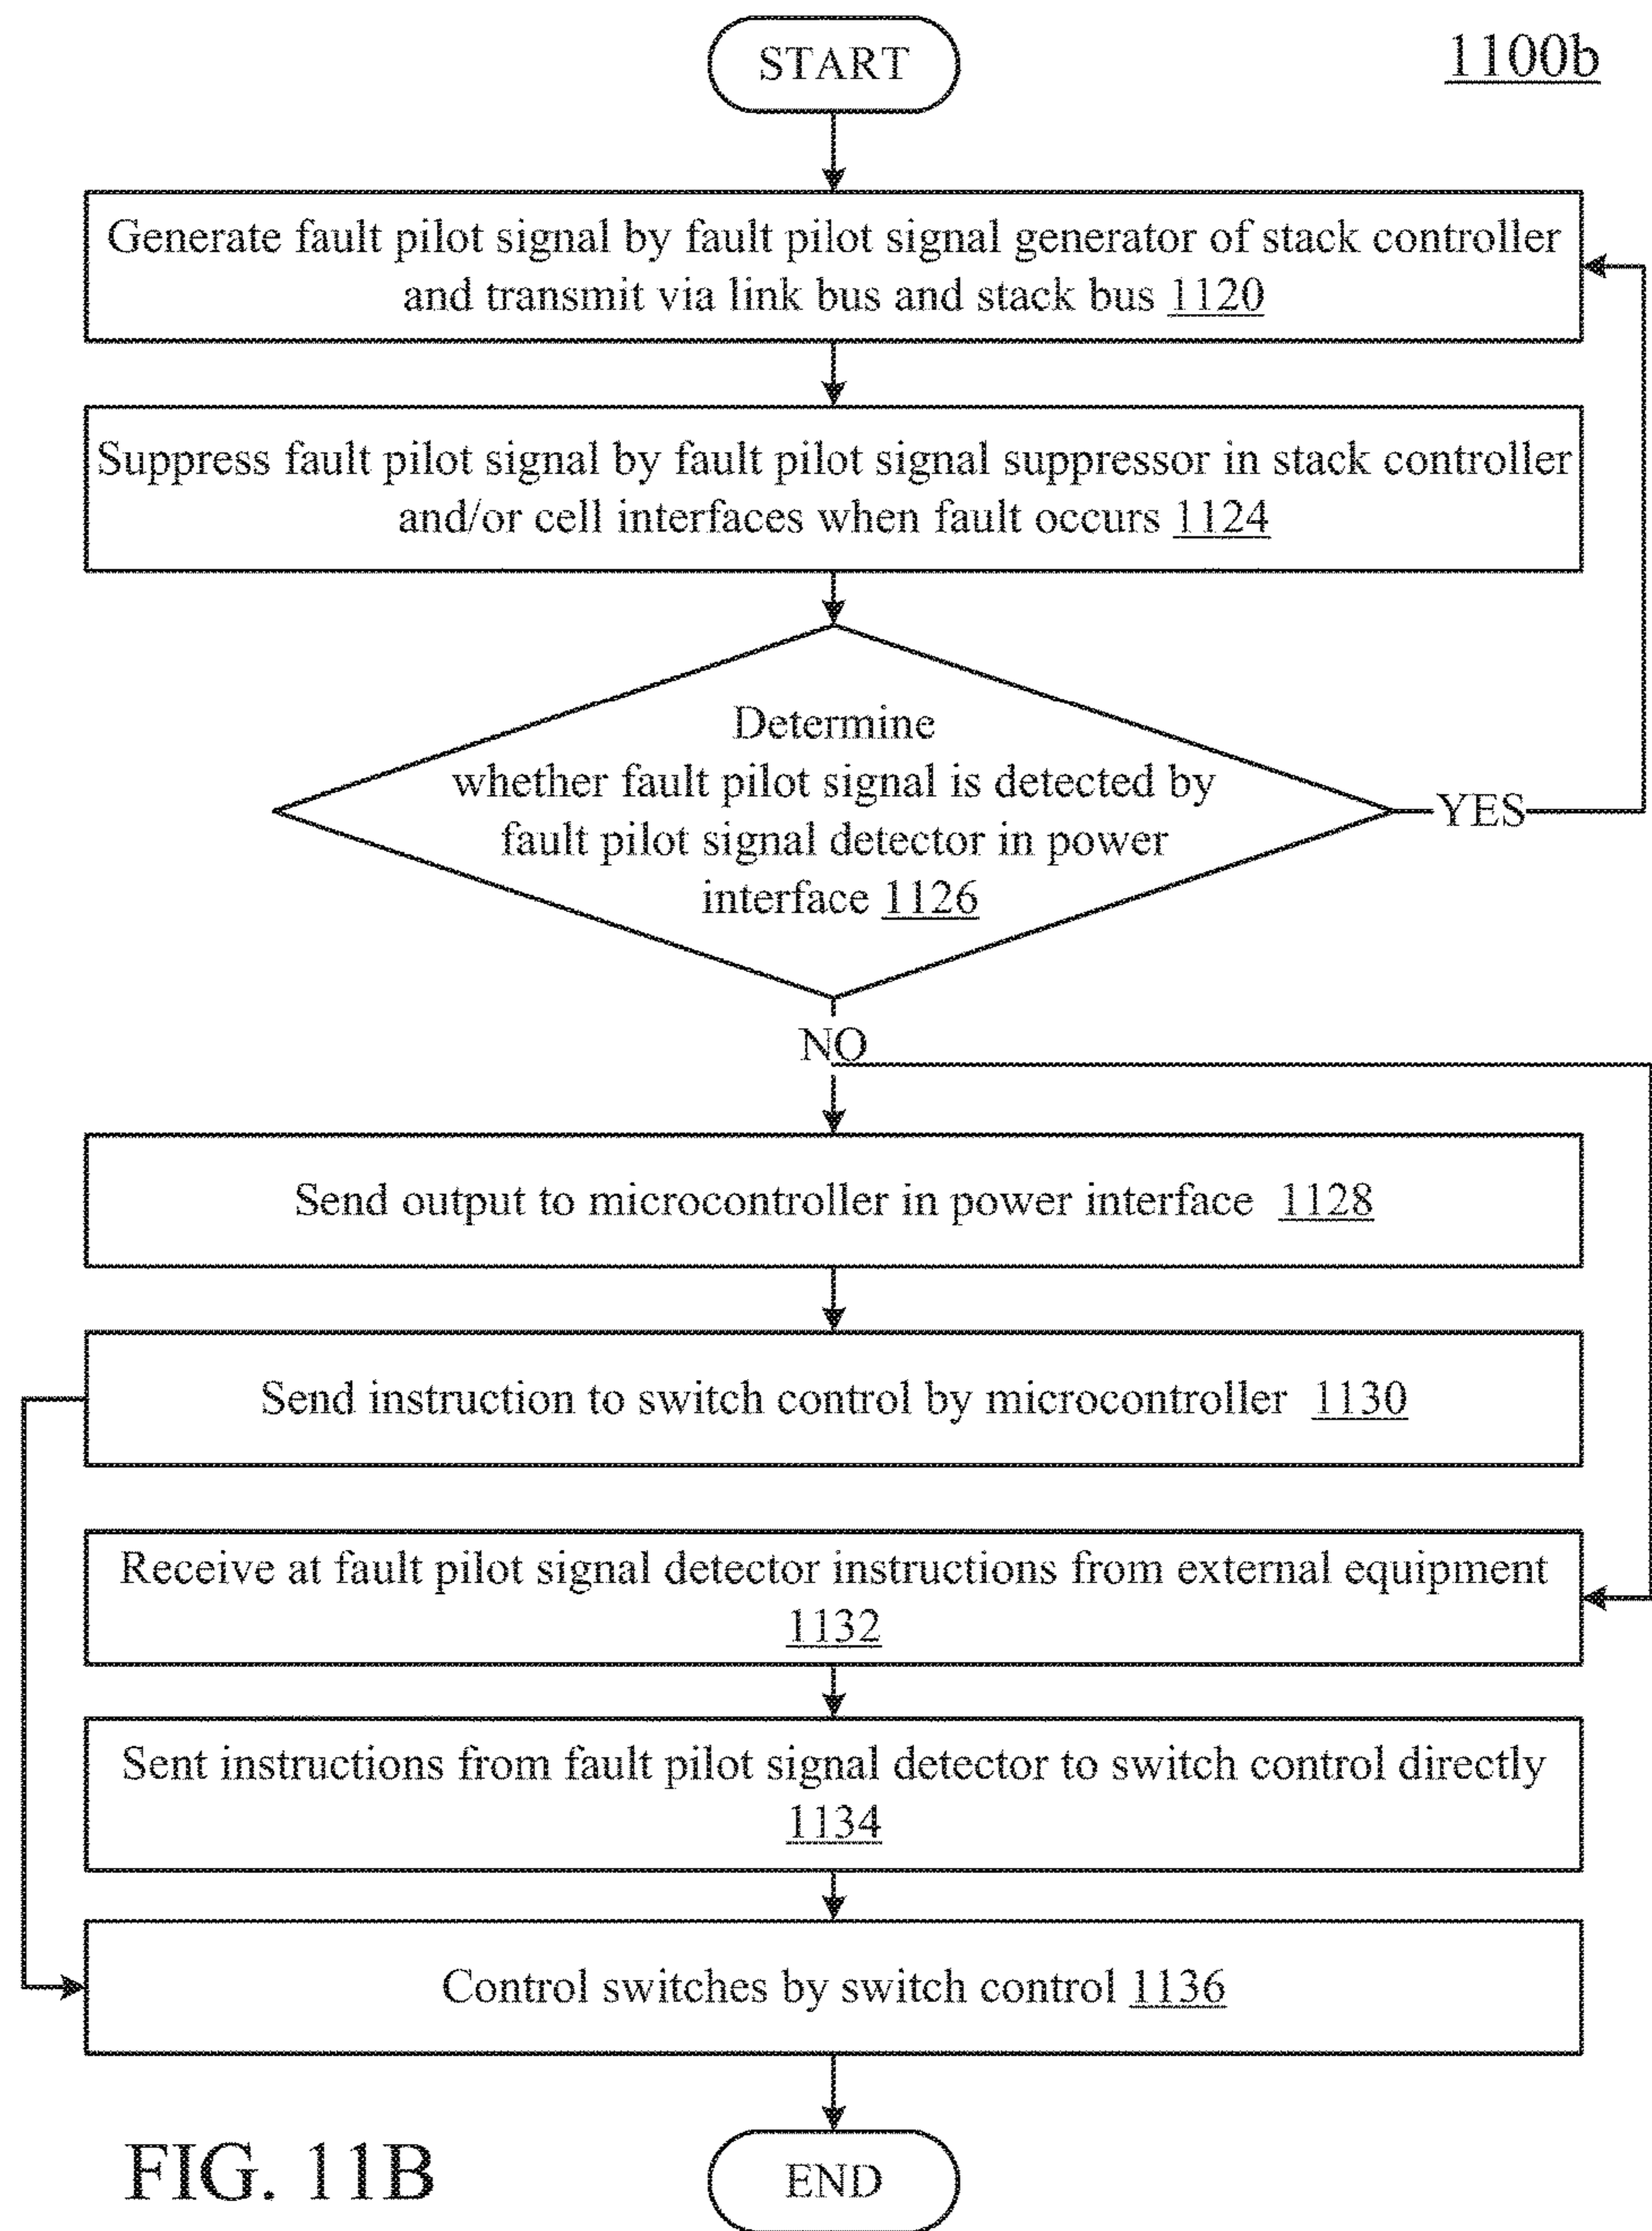 START
1100b
Generate fault pilot signal by fault pilot signal generator of stack controller
and transmit via link bus and stack bus 1120
Suppress fault pilot signal by fault pilot signal suppressor in stack controller
and/or cell interfaces when fault occurs 1124
Determine
whether fault pilot signal is detected by
fault pilot signal detector in power
interface 1126
YES
NO
Send output to microcontroller in power interface 1128
Send instruction to switch control by microcontroller 1130
Receive at fault pilot signal detector instructions from external equipment
1132
Sent instructions from fault pilot signal detector to switch control directly
1134
Control switches by switch control 1136
END
FIG. 11B